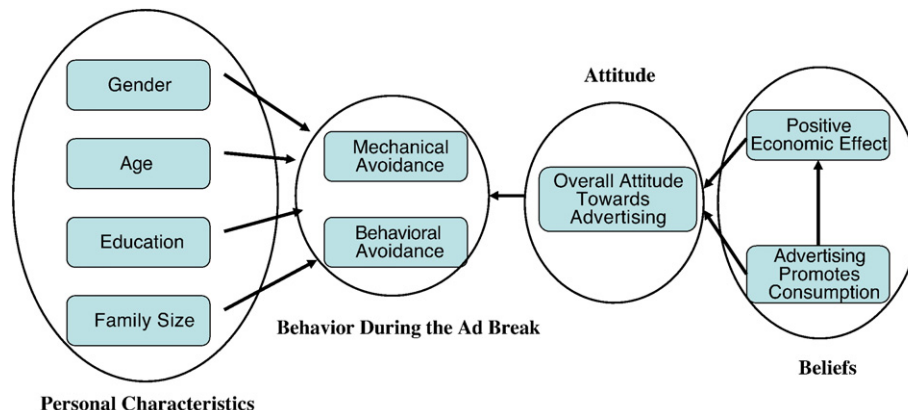 Gender
Age
Education
Family Size
Personal Characteristics
Mechanical
Avoidance
Behavioral
Avoidance
Behavior During the Ad Break
Attitude
Overall Attitude
Towards
Advertising
Positive
Economic Effect
Advertising
Promotes
Consumption
Beliefs